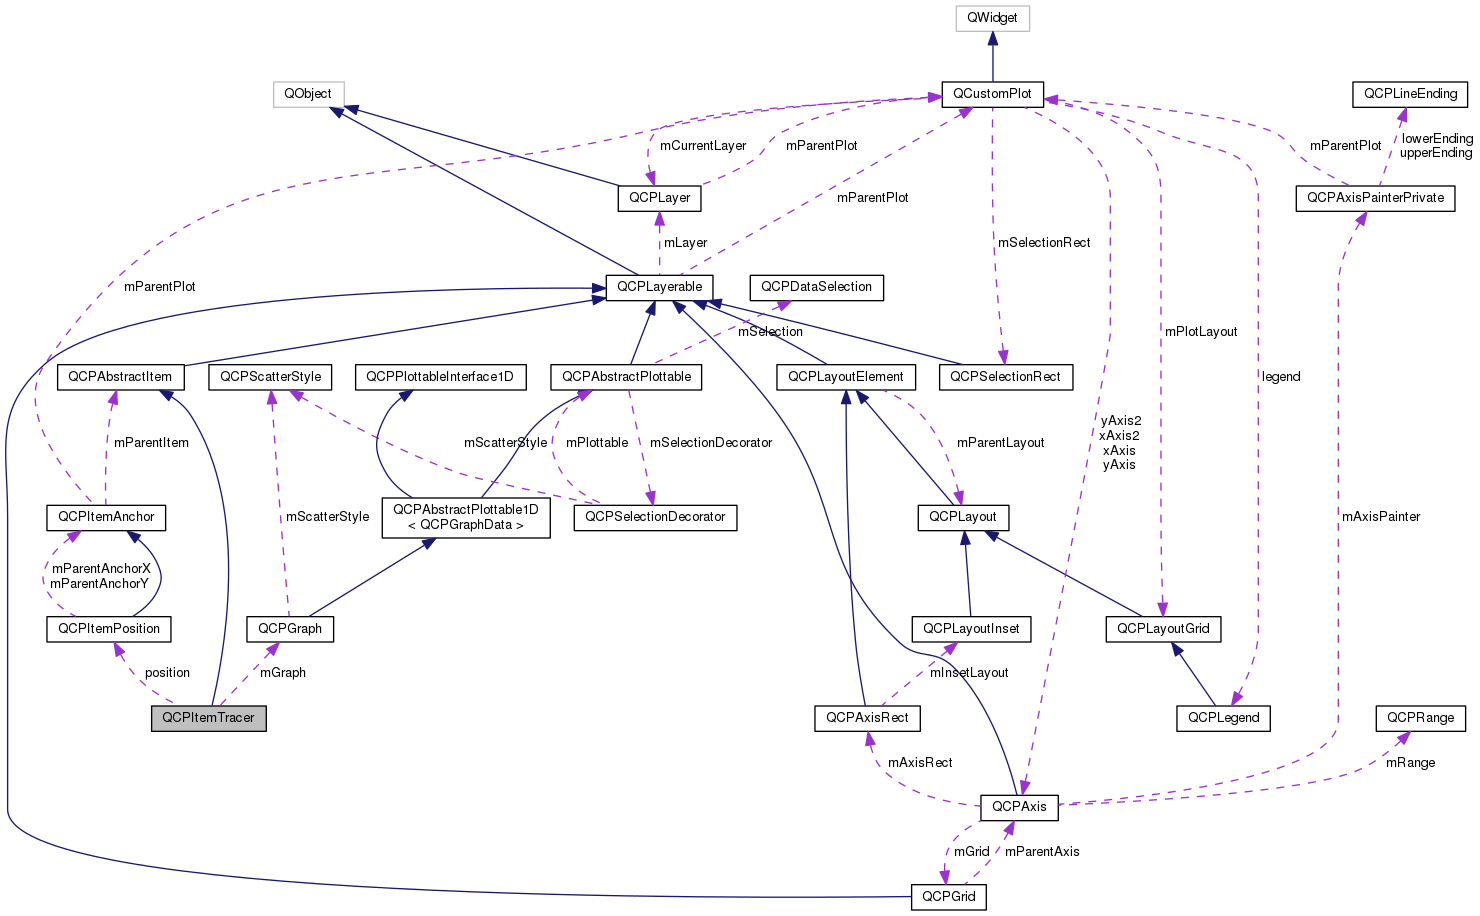 QWidget
QObject
QCustomPlot
QCPLineEnding
mCurrentLayer
mParentPlot
mParentPlot
lowerEnding
upperEnding
QCPLayer
mParentPlot
QCPAxisPainterPrivate
mLayer
mSelectionRect
mParentPlot
QCPLayerable
QCPDataSelection
mSelection
mPlotLayout
QCPAbstractItem
QCPScatterStyle
QCPPlottableInterface1D
QCPAbstractPlottable
QCPLayoutElement
QCPSelectionRect
legend
yAxis2
xAxis2
xAxis
yAxis
mParentItem
mScatterStyle
mPlottable
mSelectionDecorator
mParentLayout
QCPItemAnchor
mScatterStyle
QCPAbstractPlottable1D
< QCPGraphData >
QCPSelectionDecorator
QCPLayout
mAxisPainter
mParentAnchorX
mParentAnchorY
QCPItemPosition
QCPGraph
QCPLayoutInset
QCPLayoutGrid
position
mGraph
mInsetLayout
QCPItemTracer
QCPAxisRect
QCPLegend
QCPRange
mAxisRect
mRange
QCPAxis
mGrid
mParentAxis
QCPGrid